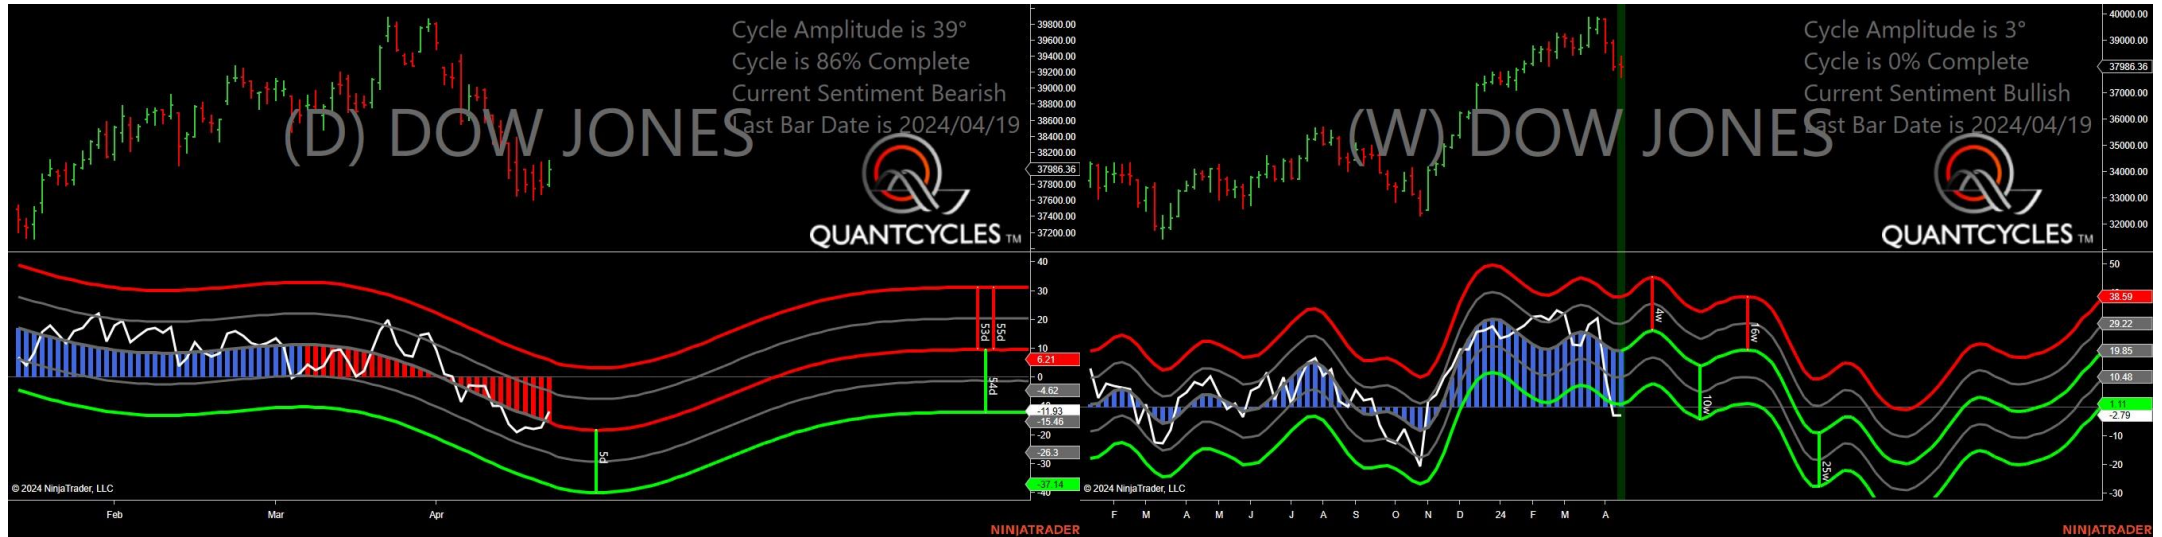 Cycle Amplitude is 39°
Cycle is 86% Complete
Current Sentiment Bearish
Last Bar Date is 2024/04/19
(D) DOW JONES
QUANTCYCLES TM
39800.00
39600.00
39400.00
39200.00
39000.00
38800.00
38600.00
38400.00
38200.00
37986.36
37800.00
37600.00
37400.00
37200.00
40
30
20
10
6.21
0
-4.62
-11.93
-15.46
-20
-26.3
-30
-37.14
-40
5d
53d
55d
54d
© 2024 NinjaTrader, LLC
Feb Mar Apr
NINJATRADER
Cycle Amplitude is 3°
Cycle is 0% Complete
Current Sentiment Bullish
Last Bar Date is 2024/04/19
(W) DOW JONES
QUANTCYCLES TM
40000.00
39000.00
37986.36
37000.00
36000.00
35000.00
34000.00
33000.00
32000.00
50
38.59
29.22
19.85
10.48
1.11
-2.79
-10
-20
-30
4w
16w
10w
25w
© 2024 NinjaTrader, LLC
F M A M J J A S O N D 24 F M A
NINJATRADER